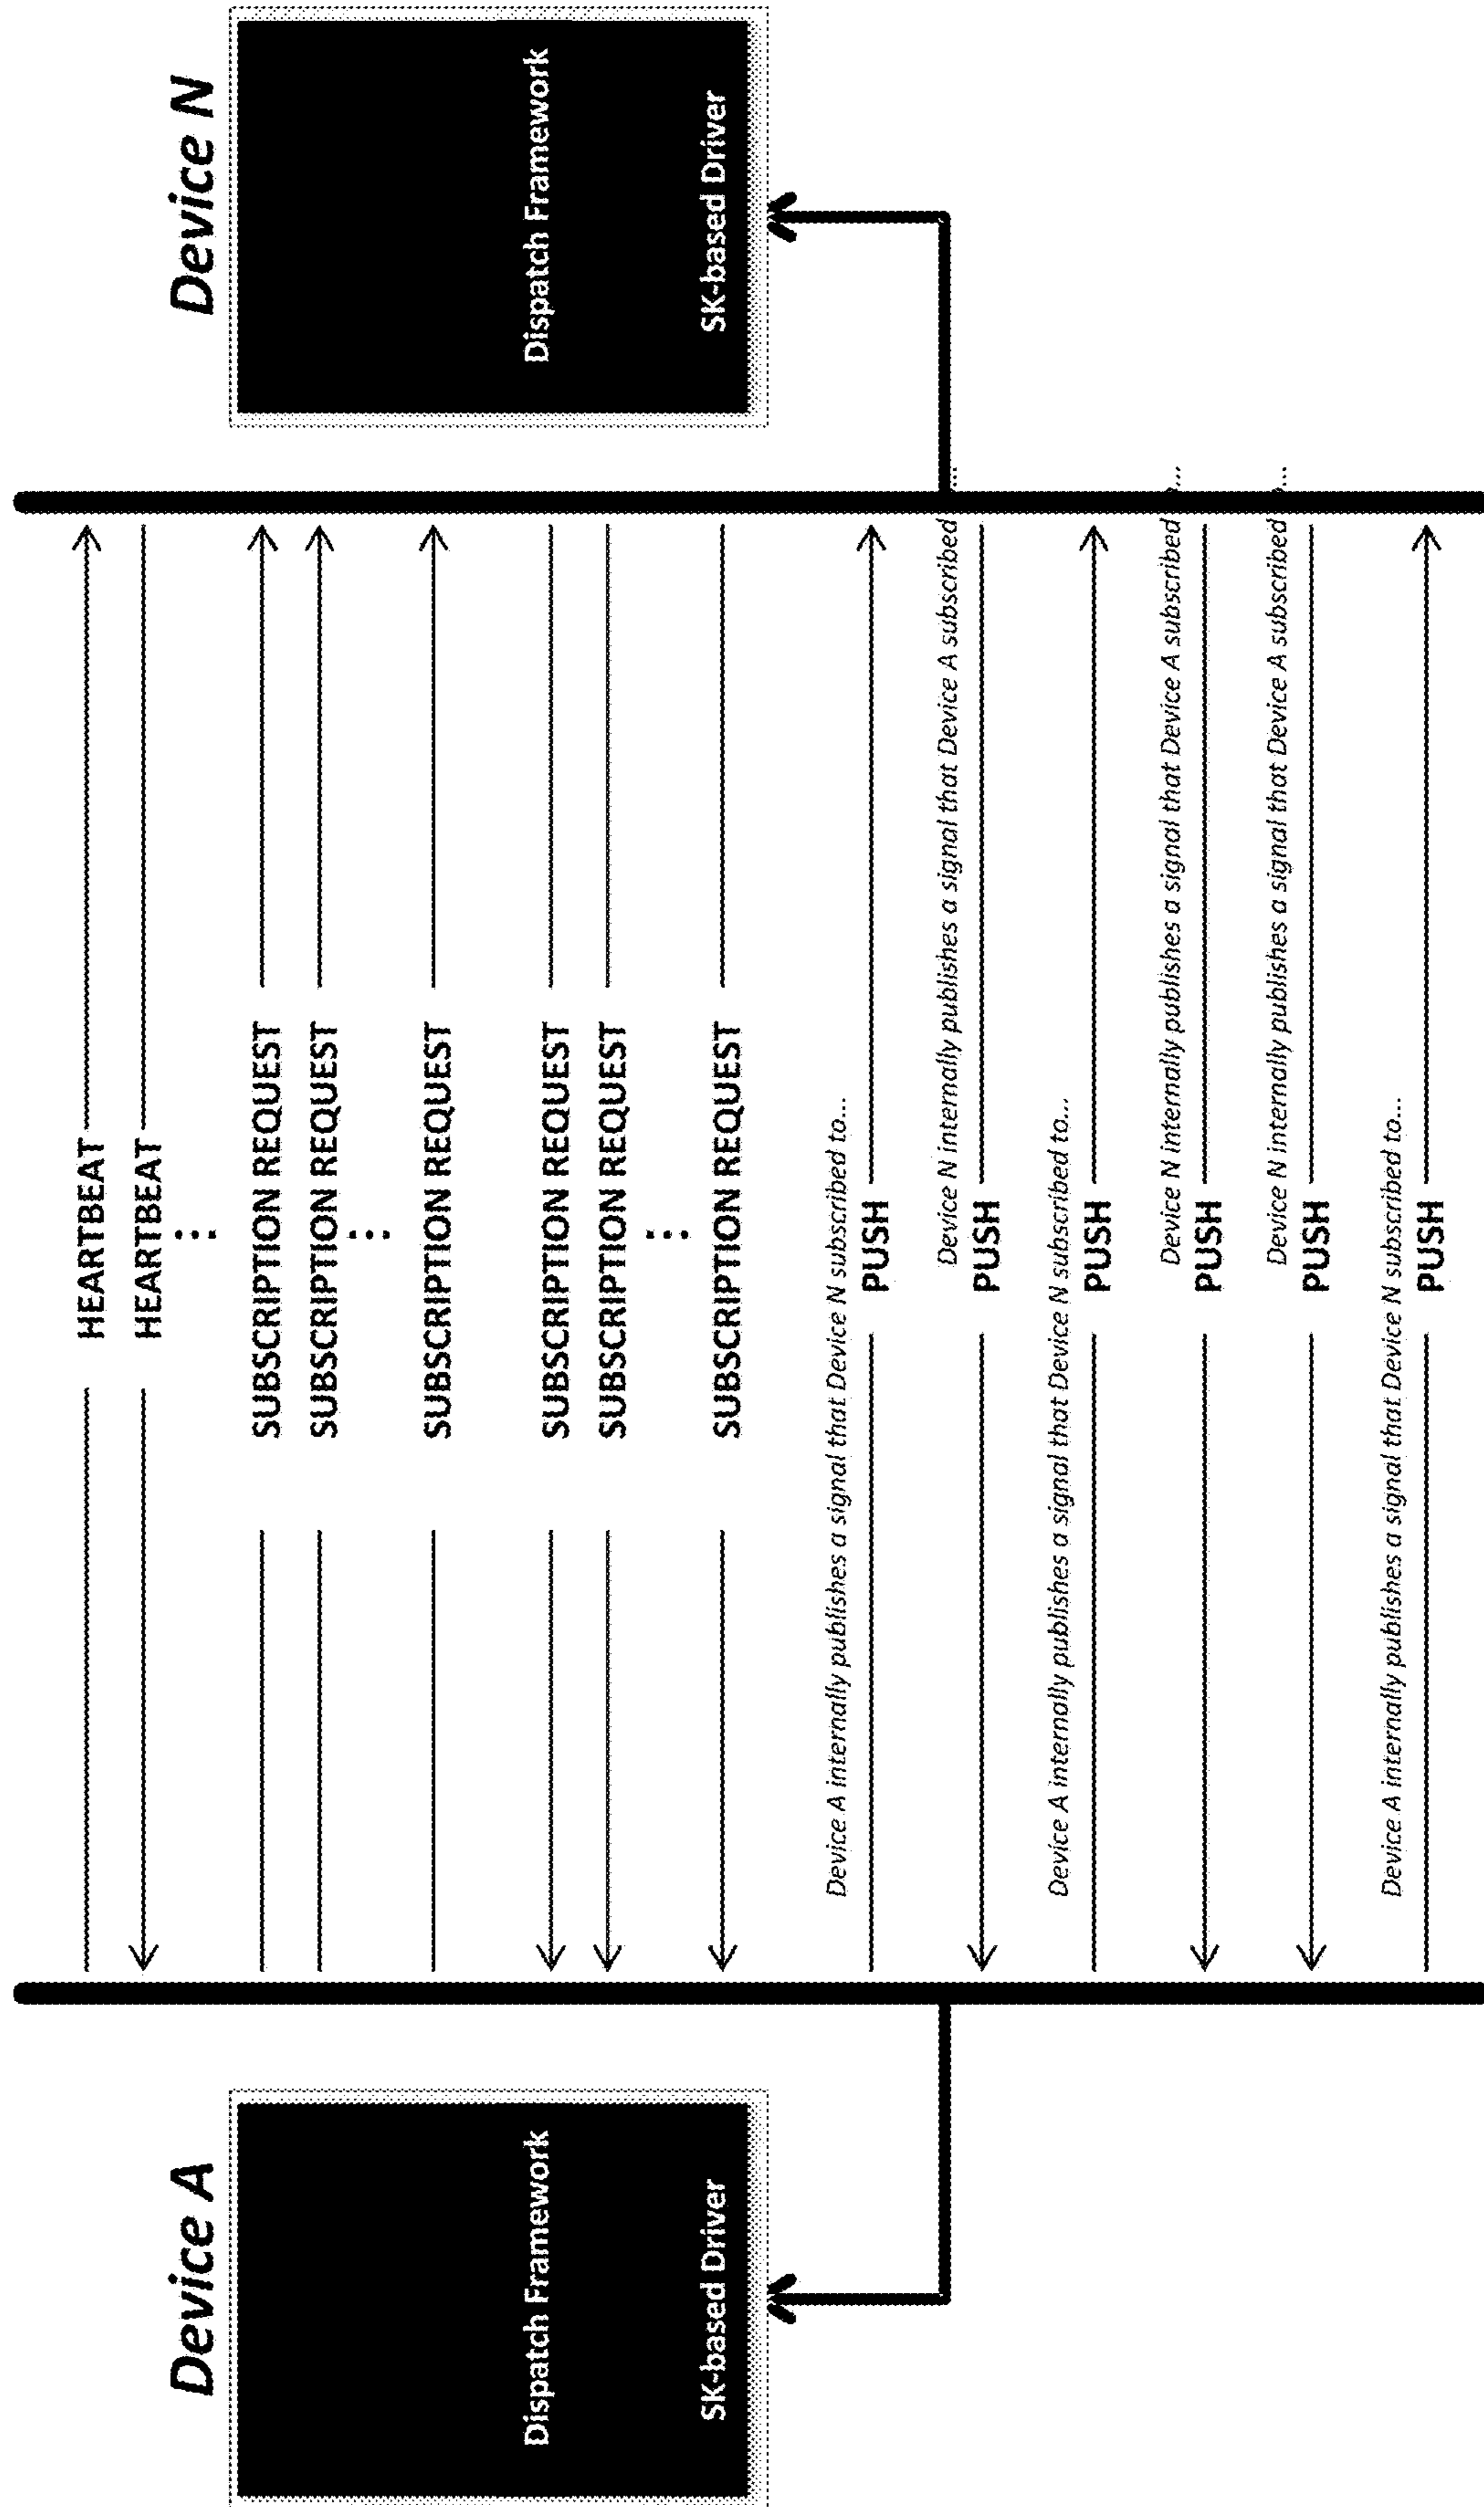 Device A
Device N
HEARTBEAT
HEARTBEAT
⋮
SUBSCRIPTION REQUEST
SUBSCRIPTION REQUEST
⋮
SUBSCRIPTION REQUEST
SUBSCRIPTION REQUEST
SUBSCRIPTION REQUEST
⋮
SUBSCRIPTION REQUEST
Dispatch Framework
SK-based Driver
Dispatch Framework
SK-based Driver
Device A internally publishes a signal that Device N subscribed to...
PUSH
Device N internally publishes a signal that Device A subscribed ...
PUSH
Device A internally publishes a signal that Device N subscribed to...
PUSH
Device N internally publishes a signal that Device A subscribed ...
PUSH
Device N internally publishes a signal that Device A subscribed ...
PUSH
Device A internally publishes a signal that Device N subscribed to...
PUSH